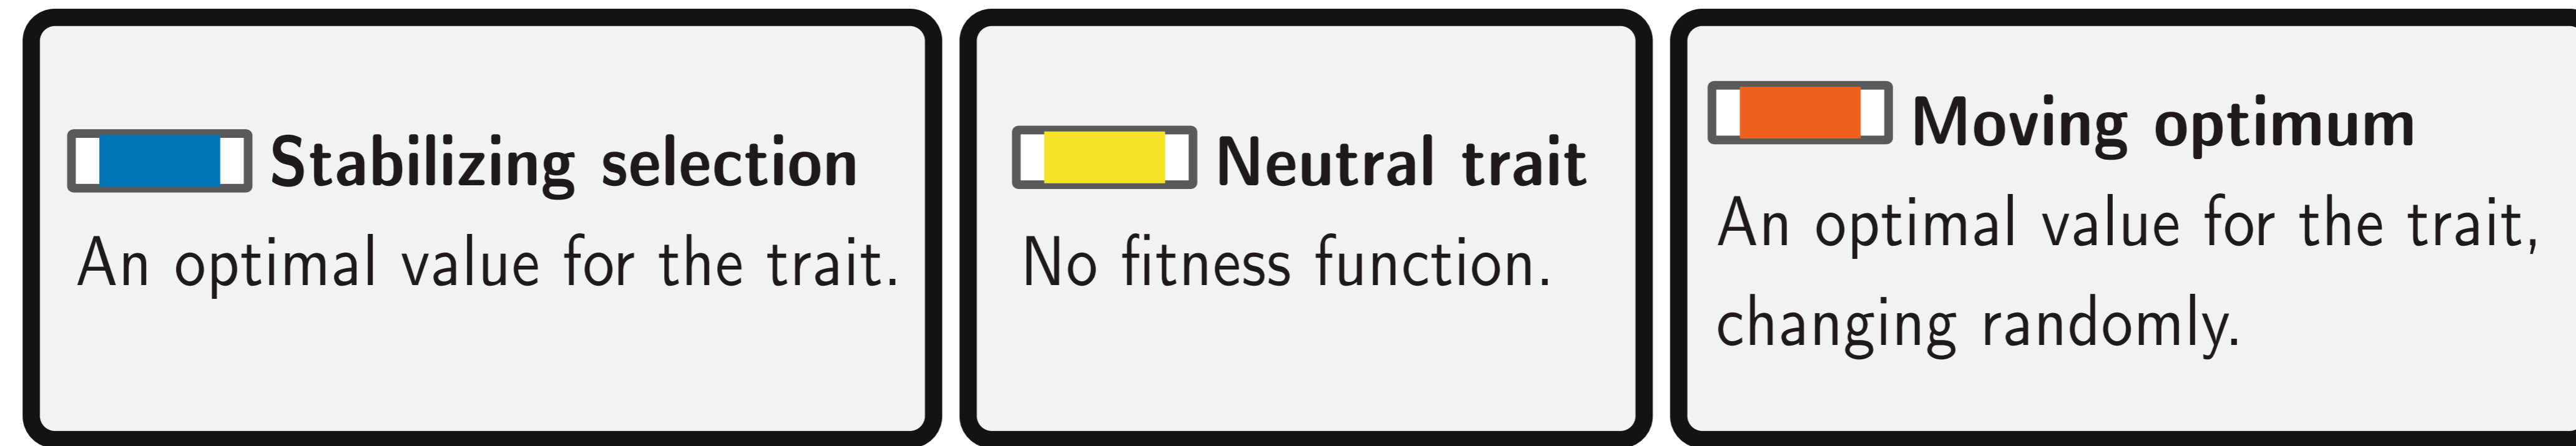 Stabilizing selection
An optimal value for the trait.
Neutral trait
No fitness function.
Moving optimum
An optimal value for the trait,
changing randomly.